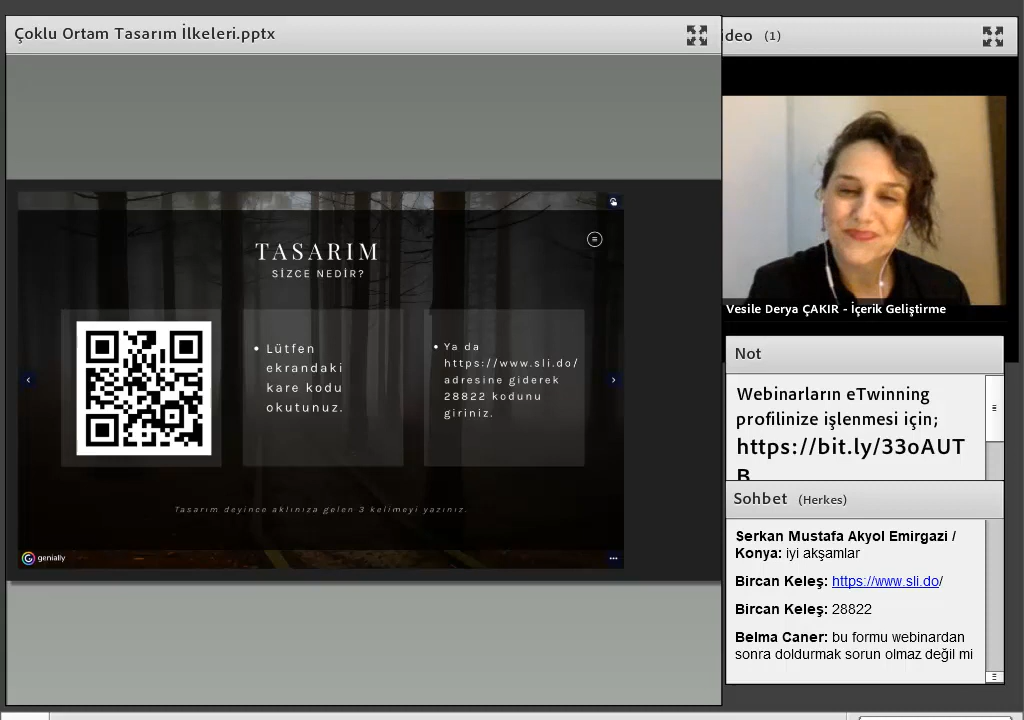 Çoklu Ortam Tasarım İlkeleri.pptx
ideo (1)
TASARIM
SİZCE NEDİR?
• Lütfen
ekrandaki
kare kodu
okutunuz.
• Ya da
https://www.sli.do/
adresine giderek
28822 kodunu
giriniz.
Tasarım deyince aklınıza gelen 3 kelimeyi yazınız.
genially
Vesile Derya ÇAKIR - İçerik Geliştirme
Not
Webinarların eTwinning
profilinize işlenmesi için;
https://bit.ly/33oAUT
B
Sohbet (Herkes)
Serkan Mustafa Akyol Emirgazi /
Konya: iyi akşamlar
Bircan Keleş: https://www.sli.do/
Bircan Keleş: 28822
Belma Caner: bu formu webinardan
sonra doldurmak sorun olmaz değil mi